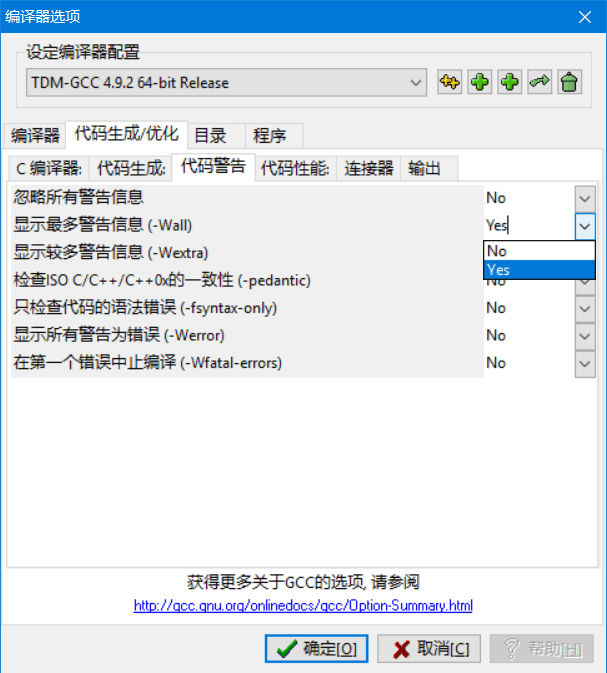 编译器选项
设定编译器配置
TDM-GCC 4.9.2 64-bit Release
编译器 代码生成/优化 目录 程序
C 编译器: 代码生成: 代码警告 代码性能: 连接器 输出
忽略所有警告信息 No
显示最多警告信息 (-Wall) Yes
显示较多警告信息 (-Wextra)
No
Yes
检查ISO C/C++/C++0x的一致性 (-pedantic) No
只检查代码的语法错误 (-fsyntax-only) No
显示所有警告为错误 (-Werror) No
在第一个错误中止编译 (-Wfatal-errors) No
获得更多关于GCC的选项, 请参阅
http://gcc.gnu.org/onlinedocs/gcc/Option-Summary.html
确定[O] 取消[C] 帮助[H]